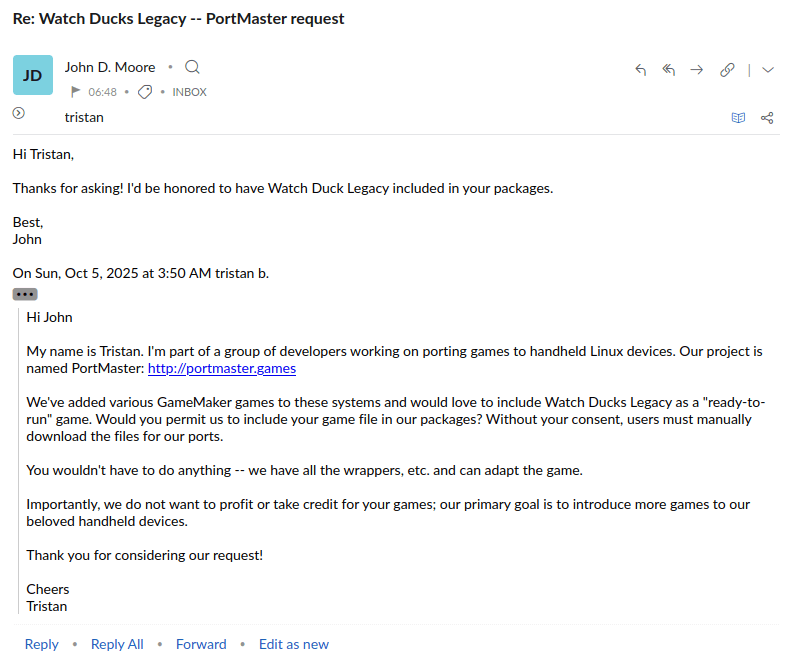 Re: Watch Ducks Legacy -- PortMaster request
JD
John D. Moore
06:48
INBOX
tristan
Hi Tristan,
Thanks for asking! I'd be honored to have Watch Duck Legacy included in your packages.
Best,
John
On Sun, Oct 5, 2025 at 3:50 AM tristan b.
Hi John
My name is Tristan. I'm part of a group of developers working on porting games to handheld Linux devices. Our project is
named PortMaster: http://portmaster.games
We've added various GameMaker games to these systems and would love to include Watch Ducks Legacy as a "ready-to-
run" game. Would you permit us to include your game file in our packages? Without your consent, users must manually
download the files for our ports.
You wouldn't have to do anything -- we have all the wrappers, etc. and can adapt the game.
Importantly, we do not want to profit or take credit for your games; our primary goal is to introduce more games to our
beloved handheld devices.
Thank you for considering our request!
Cheers
Tristan
Reply • Reply All • Forward • Edit as new